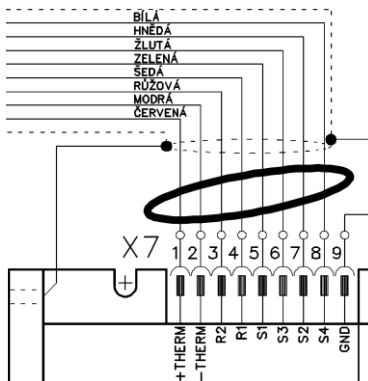 BÍLÁ
HNĚDÁ
ŽLUTÁ
ZELENÁ
ŠEDÁ
RŮŽOVÁ
MODRÁ
ČERVENÁ
X7 1 2 3 4 5 6 7 8 9
+THERM
−THERM
R2
R1
S1
S3
S2
S4
GND